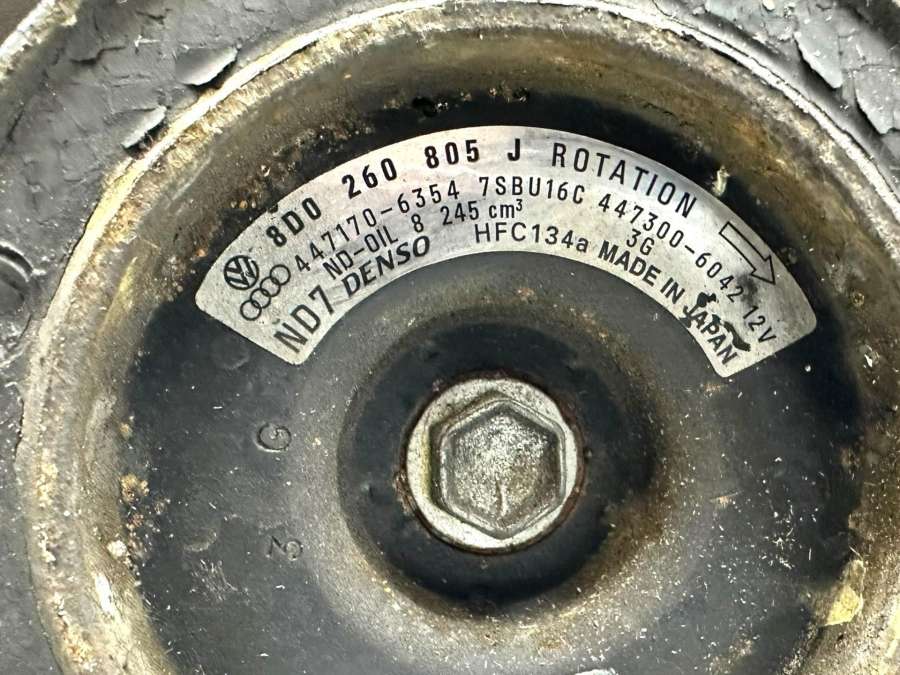 8D0 260 805 J ROTATION
447170-6354 7SBU16C 447300-6042 12V
ND-OIL 8 245 cm³ 3G
ND7 DENSO HFC134a MADE IN JAPAN
G
3